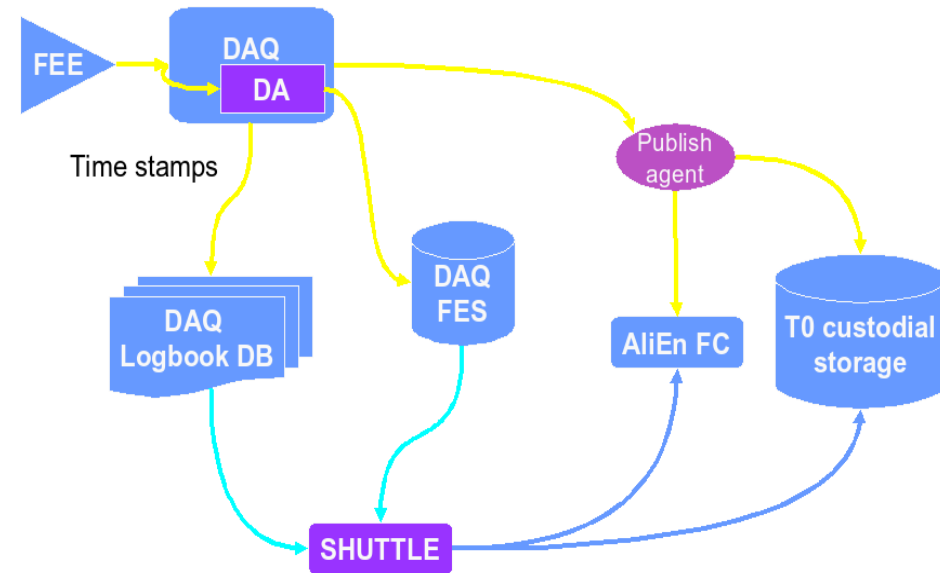 DAQ
FEE
DA
Time stamps
Publish
agent
DAQ
FES
DAQ
Logbook DB
AliEn FC
T0 custodial
storage
SHUTTLE